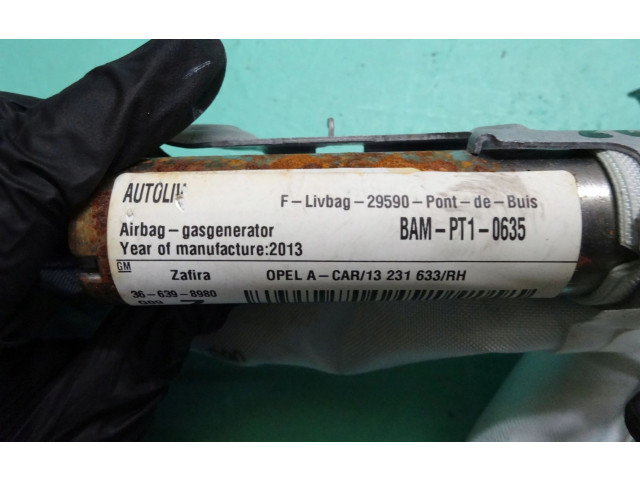 AUTOLIV
F-Livbag-29590-Pont-de-Buis
Airbag-gasgenerator
BAM-PT1-0635
Year of manufacture:2013
GM
Zafira OPEL A-CAR/13 231 633/RH
36-639-8980